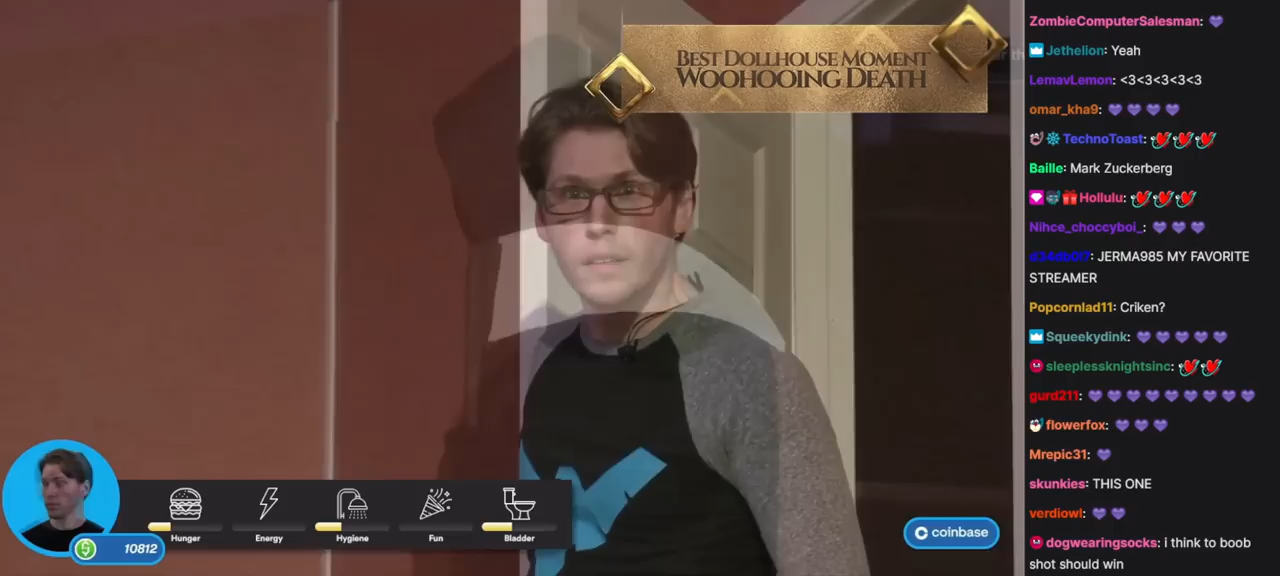 BEST DOLLHOUSE MOMENT
WOOHOOING DEATH
Hunger
Energy
Hygiene
Fun
Bladder
10812
coinbase
ZombieComputerSalesman: 💜
Jethelion: Yeah
LemavLemon: <3<3<3<3<3
omar_kha9: 💜 💜 💜 💜
TechnoToast:
Baille: Mark Zuckerberg
Hollulu:
Nihce_choccyboi_: 💜 💜 💜
d34db0l7: JERMA985 MY FAVORITE
STREAMER
Popcornlad11: Criken?
Squeekydink: 💜 💜 💜 💜 💜
sleeplessknightsinc:
gurd211: 💜 💜 💜 💜 💜 💜 💜 💜 💜
flowerfox: 💜 💜 💜
Mrepic31: 💜
skunkies: THIS ONE
verdiowl: 💜 💜
dogwearingsocks: i think to boob
shot should win